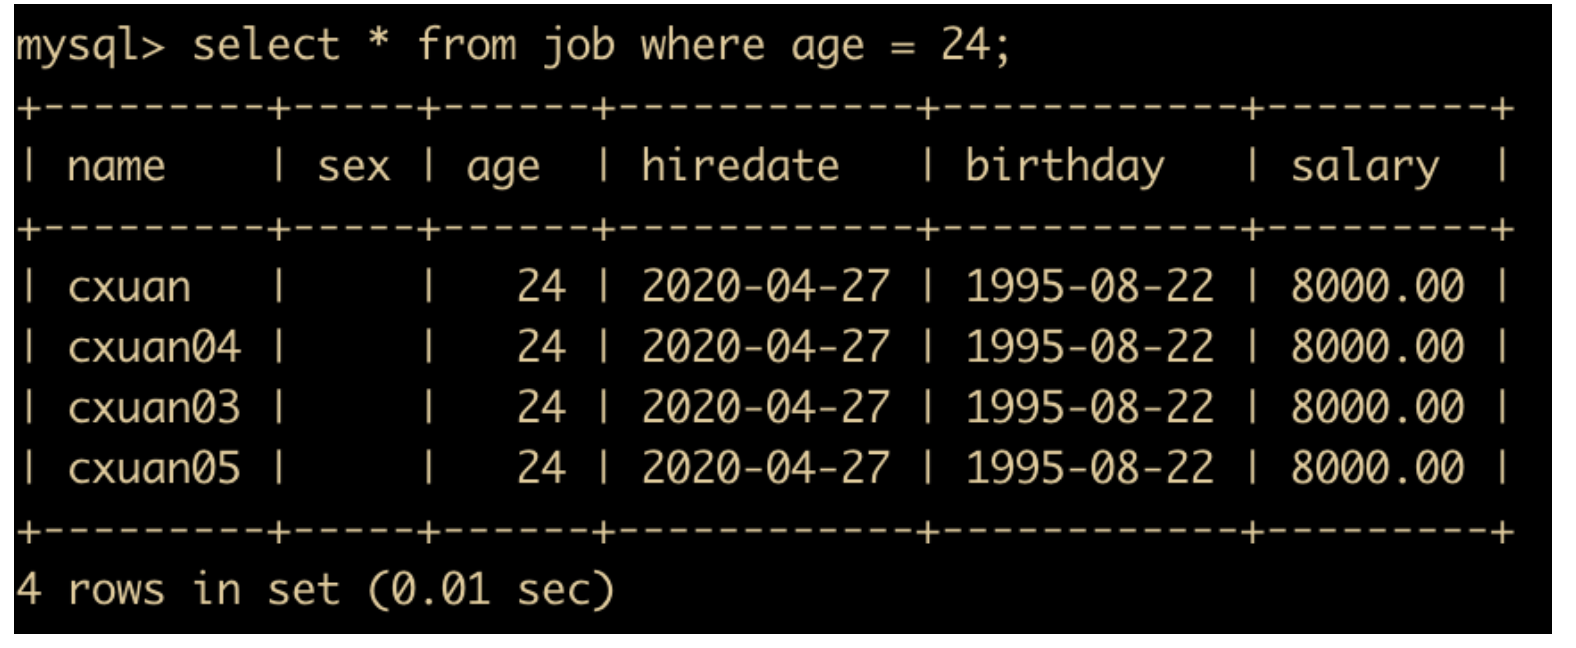 mysql> select * from job where age = 24;
+---------+-----+------+------------+------------+---------+
| name    | sex | age  | hiredate   | birthday   | salary  |
+---------+-----+------+------------+------------+---------+
| cxuan   |     |   24 | 2020-04-27 | 1995-08-22 | 8000.00 |
| cxuan04 |     |   24 | 2020-04-27 | 1995-08-22 | 8000.00 |
| cxuan03 |     |   24 | 2020-04-27 | 1995-08-22 | 8000.00 |
| cxuan05 |     |   24 | 2020-04-27 | 1995-08-22 | 8000.00 |
+---------+-----+------+------------+------------+---------+
4 rows in set (0.01 sec)